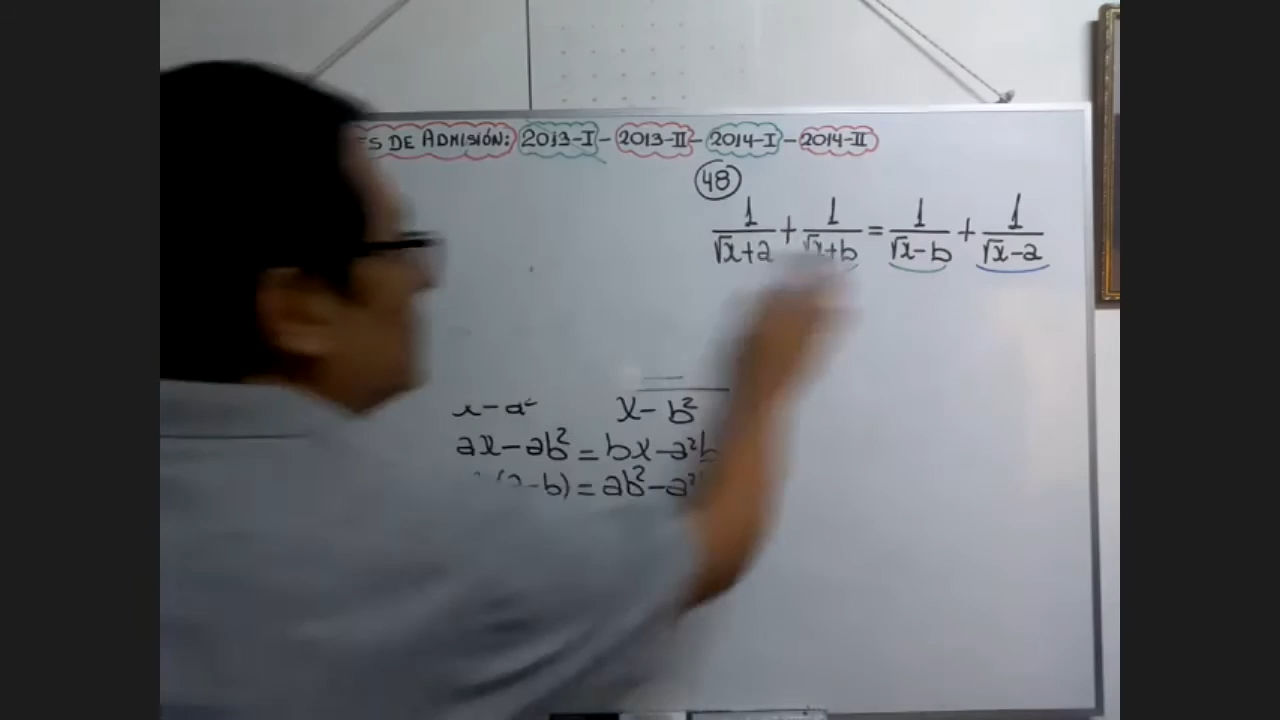 DE ADMISIÓN: 2013-I - 2013-II - 2014-I - 2014-II
48
1/(√x+a) + 1/(√x+b) = 1/(√x-b) + 1/(√x-a)
x-a² x-b²
ax-ab²=bx-a²b
-b)=ab²-a²